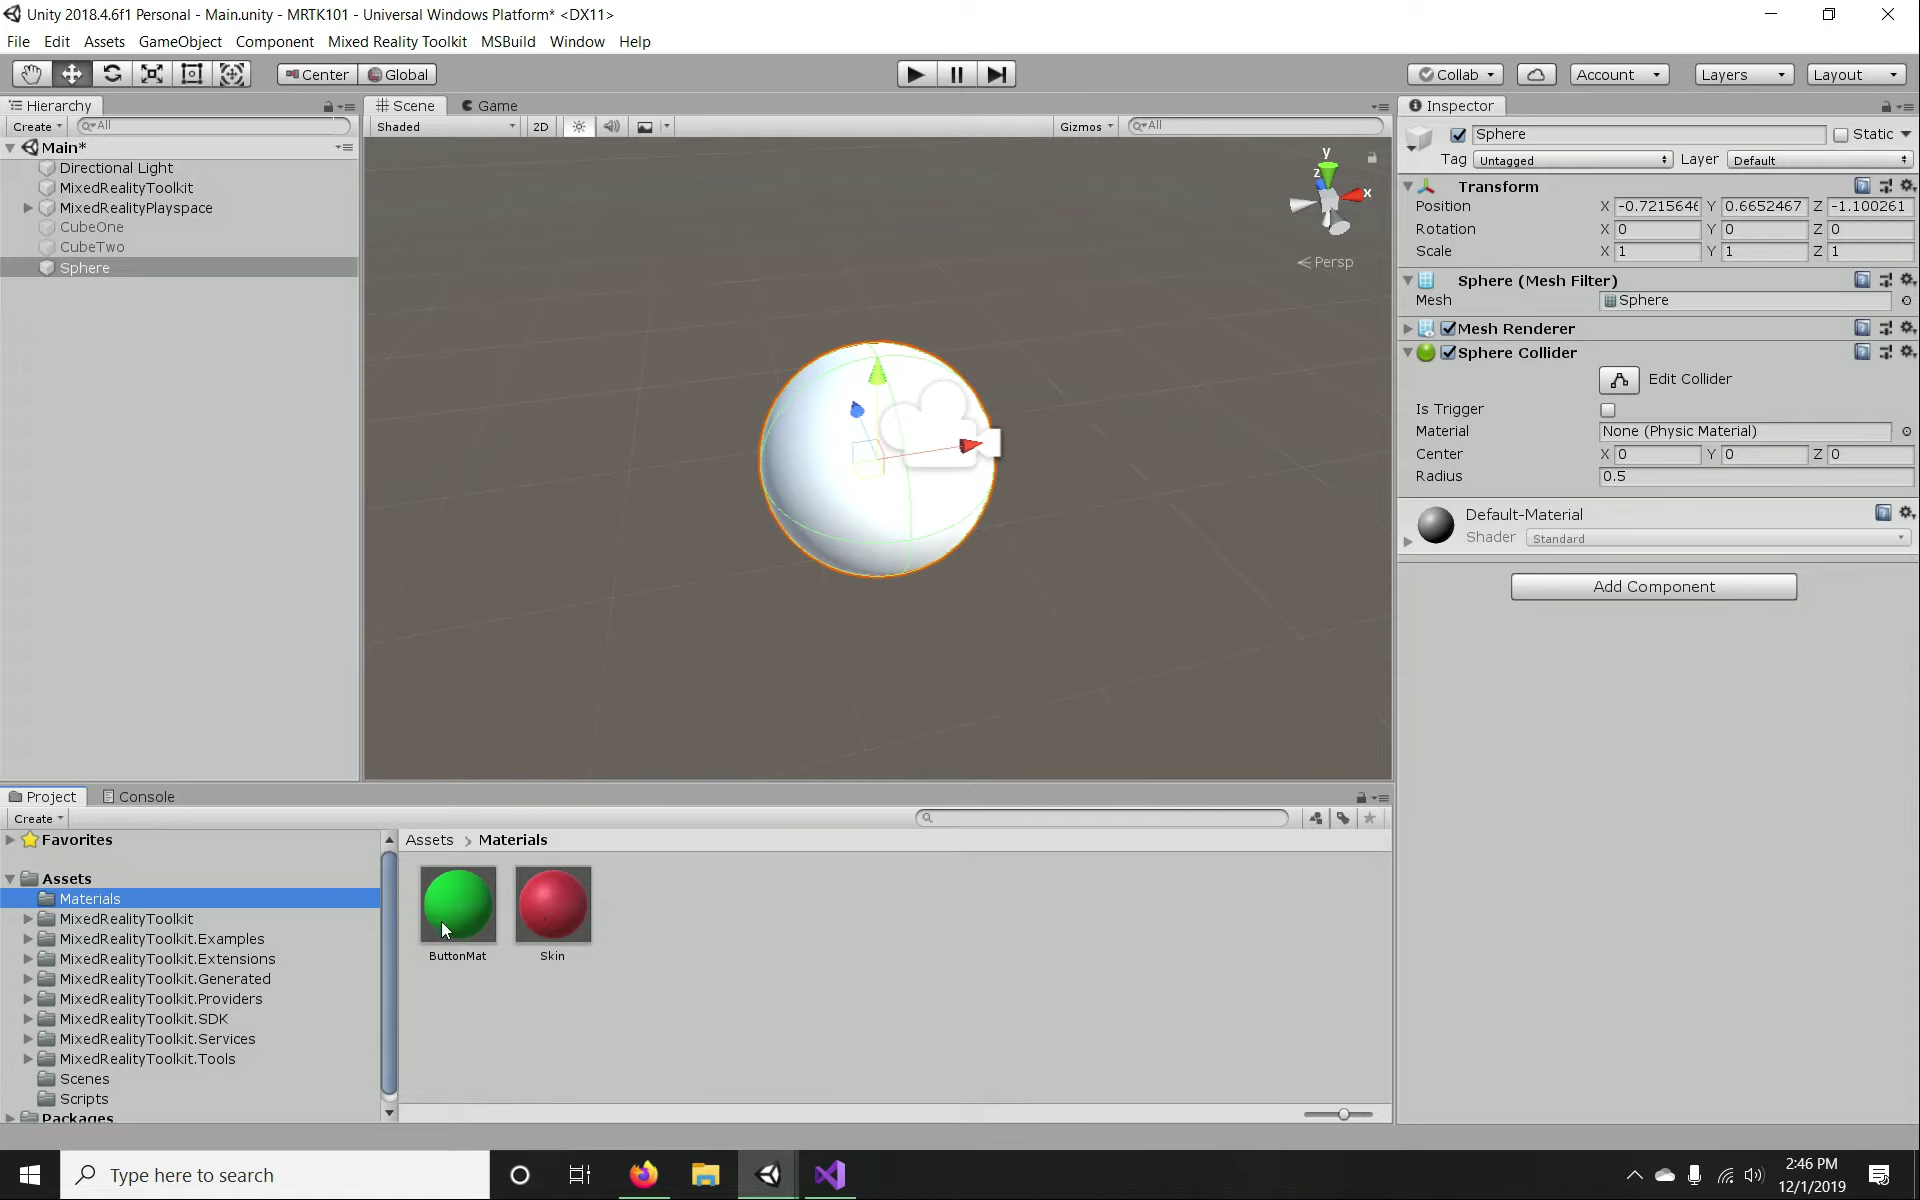 Unity 2018.4.6f1 Personal - Main.unity - MRTK101 - Universal Windows Platform* <DX11>
File Edit Assets GameObject Component Mixed Reality Toolkit MSBuild Window Help
Center Global Collab Account Layers Layout
Hierarchy
Create All
Main*
Directional Light
MixedRealityToolkit
MixedRealityPlayspace
CubeOne
CubeTwo
Sphere
Scene Game
Shaded 2D Gizmos All
y
z
x
Persp
Inspector
Sphere Static
Tag Untagged Layer Default
Transform
Position X -0.7215646 Y 0.6652467 Z -1.100261
Rotation X 0 Y 0 Z 0
Scale X 1 Y 1 Z 1
Sphere (Mesh Filter)
Mesh Sphere
Mesh Renderer
Sphere Collider
Edit Collider
Is Trigger
Material None (Physic Material)
Center X 0 Y 0 Z 0
Radius 0.5
Default-Material
Shader Standard
Add Component
Project Console
Create
Favorites
Assets
Materials
MixedRealityToolkit
MixedRealityToolkit.Examples
MixedRealityToolkit.Extensions
MixedRealityToolkit.Generated
MixedRealityToolkit.Providers
MixedRealityToolkit.SDK
MixedRealityToolkit.Services
MixedRealityToolkit.Tools
Scenes
Scripts
Packages
Assets > Materials
ButtonMat Skin
Type here to search
2:46 PM
12/1/2019